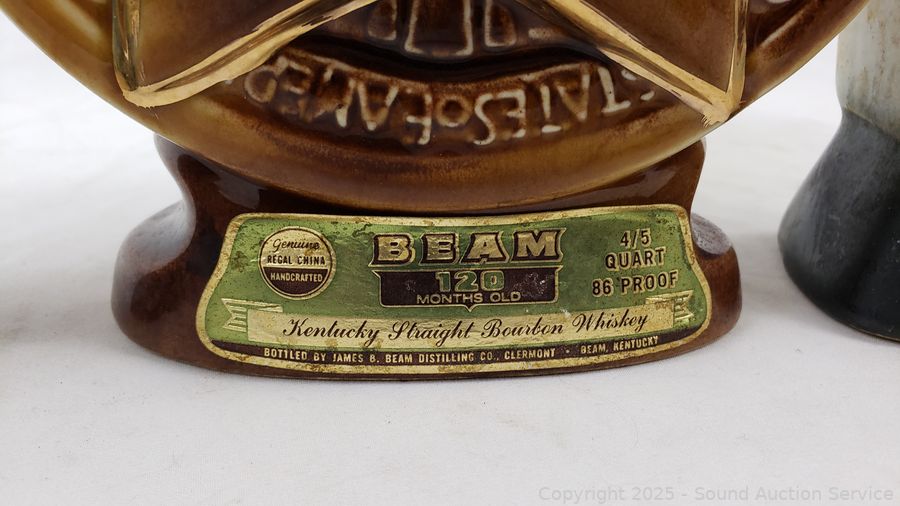 STATES OF AMER
Genuine
REGAL CHINA
HANDCRAFTED
BEAM
120
MONTHS OLD
4/5
QUART
86 PROOF
Kentucky Straight Bourbon Whiskey
BOTTLED BY JAMES B. BEAM DISTILLING CO., CLERMONT • BEAM, KENTUCKY
Copyright © 2025 - Sound Auction Service